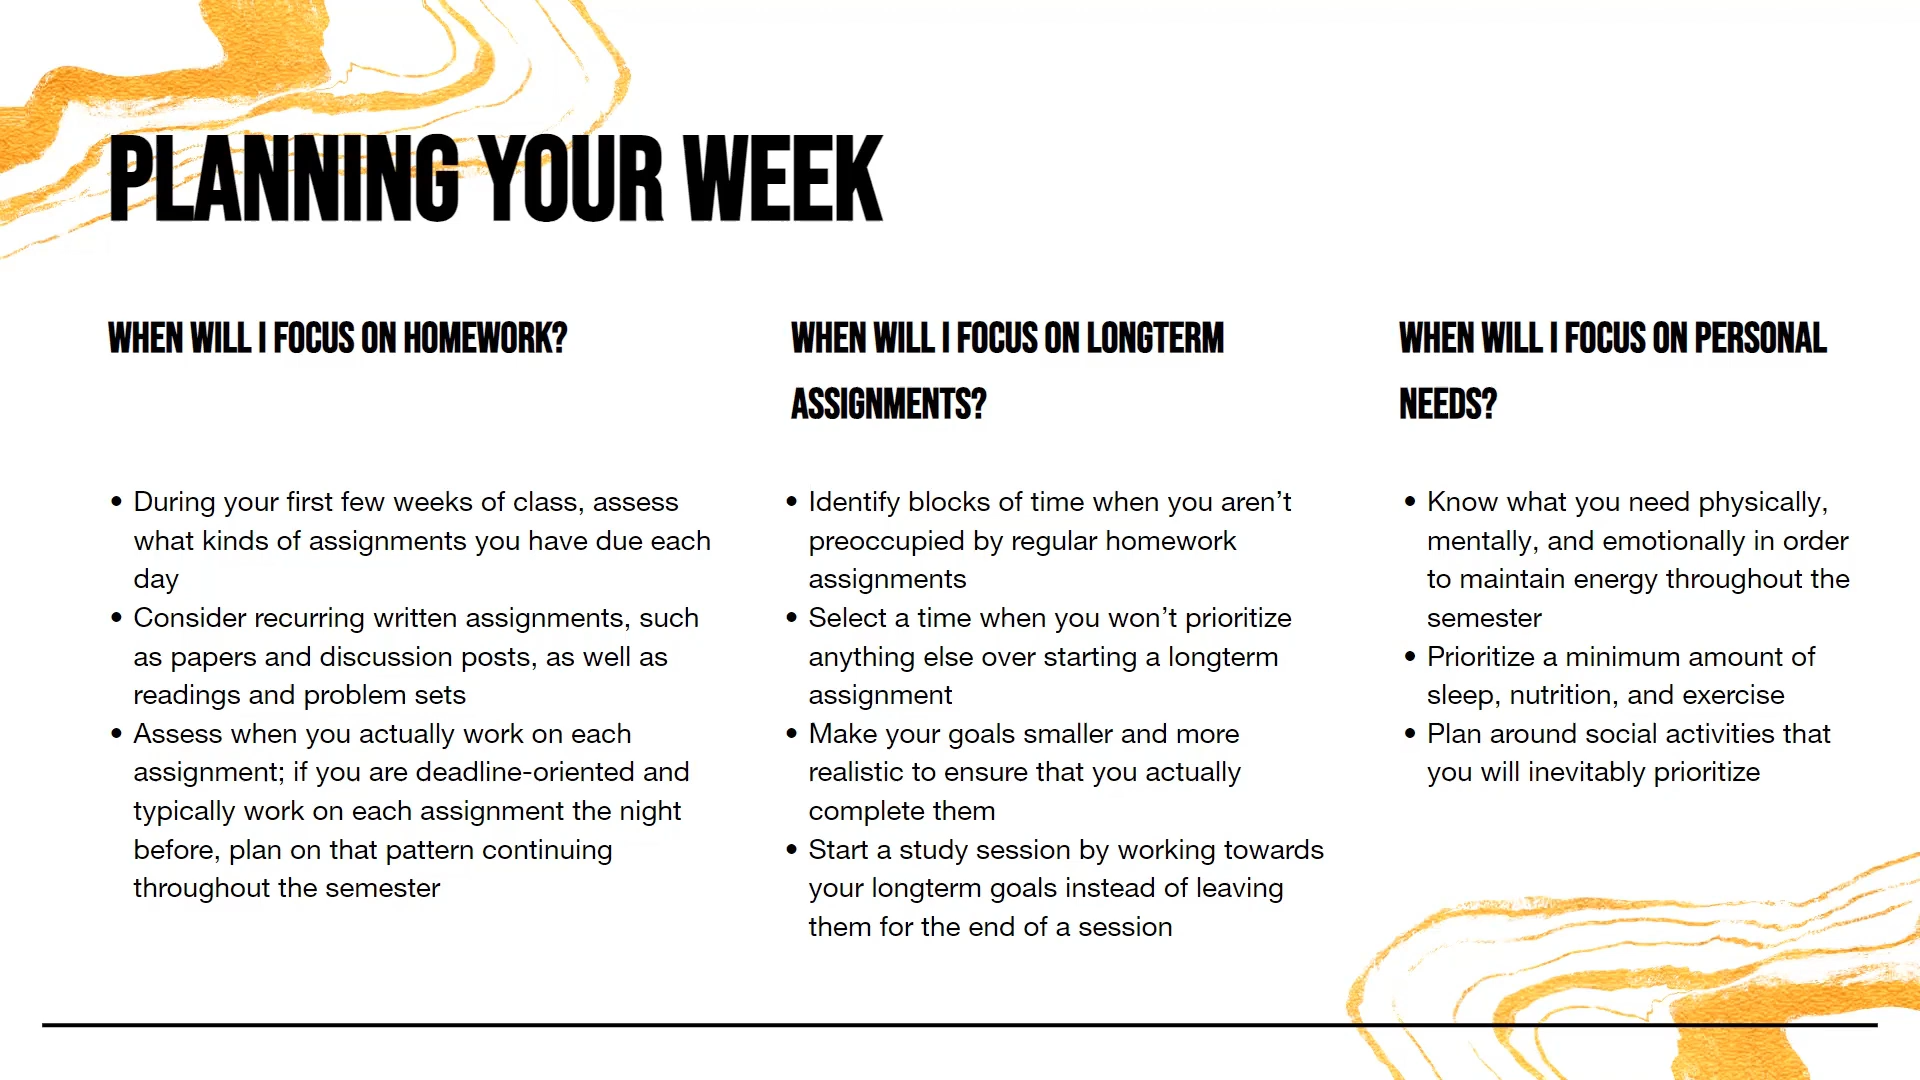 PLANNING YOUR WEEK
WHEN WILL I FOCUS ON HOMEWORK?
• During your first few weeks of class, assess
what kinds of assignments you have due each
day
• Consider recurring written assignments, such
as papers and discussion posts, as well as
readings and problem sets
• Assess when you actually work on each
assignment; if you are deadline-oriented and
typically work on each assignment the night
before, plan on that pattern continuing
throughout the semester
WHEN WILL I FOCUS ON LONGTERM
ASSIGNMENTS?
• Identify blocks of time when you aren’t
preoccupied by regular homework
assignments
• Select a time when you won’t prioritize
anything else over starting a longterm
assignment
• Make your goals smaller and more
realistic to ensure that you actually
complete them
• Start a study session by working towards
your longterm goals instead of leaving
them for the end of a session
WHEN WILL I FOCUS ON PERSONAL
NEEDS?
• Know what you need physically,
mentally, and emotionally in order
to maintain energy throughout the
semester
• Prioritize a minimum amount of
sleep, nutrition, and exercise
• Plan around social activities that
you will inevitably prioritize